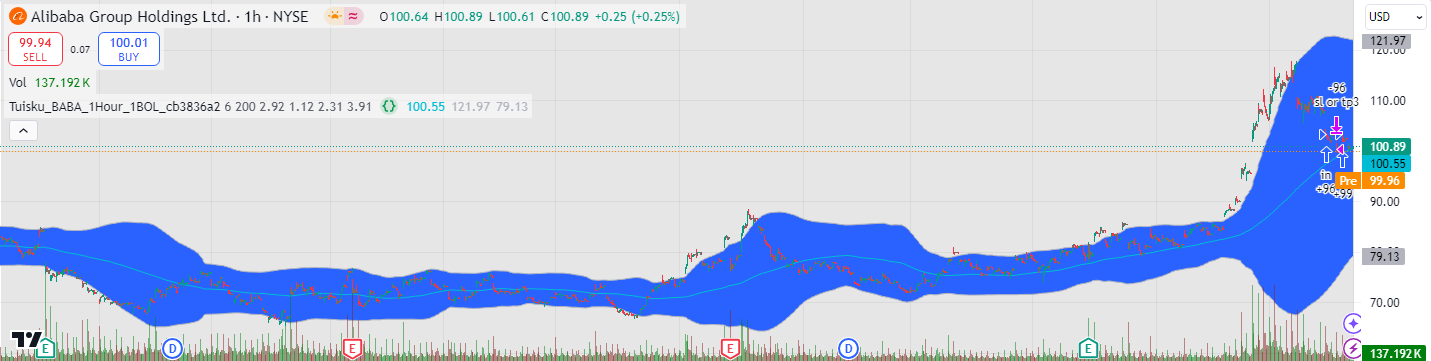 Alibaba Group Holdings Ltd. · 1h · NYSE O100.64 H100.89 L100.61 C100.89 +0.25 (+0.25%) USD
99.94 SELL 0.07 100.01 BUY
121.97
120.00
Vol 137.192 K
-96
Tuisku_BABA_1Hour_1BOL_cb3836a2 6 200 2.92 1.12 2.31 3.91 {} 100.55 121.97 79.13
sl or tp3
110.00
100.89
100.55
in
Pre 99.96
+96
+99
90.00
79.13
70.00
E D E E D E
137.192 K